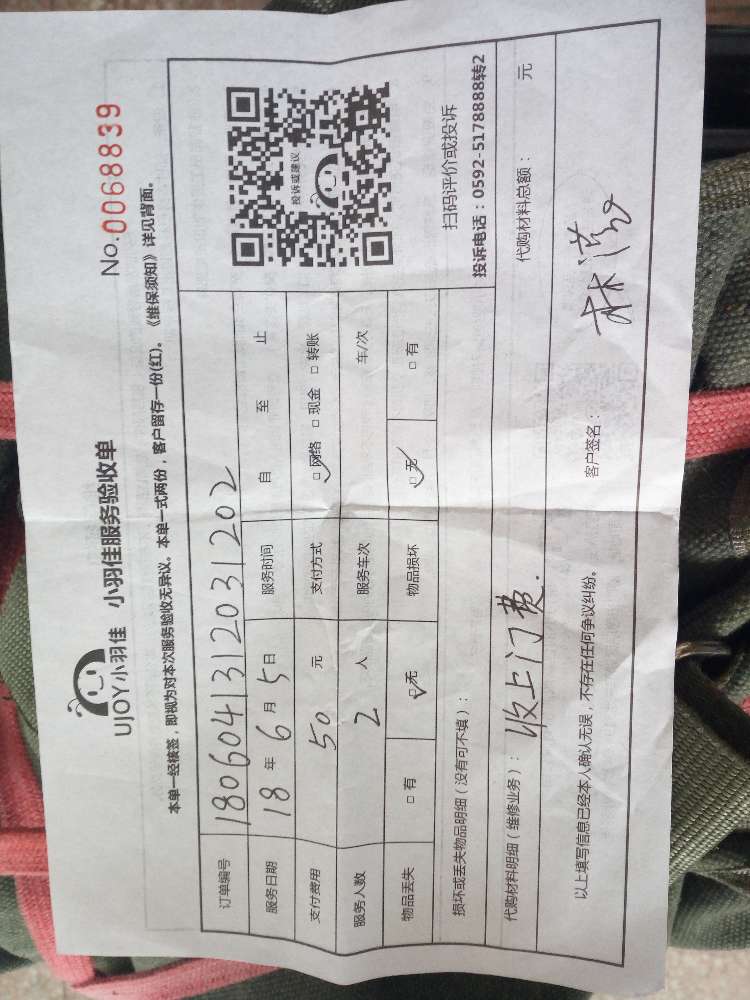 UJOY小羽佳 小羽佳服务验收单
No.0068839
本单一经核签，即视为对本次服务验收无异议。本单一式两份，客户留存一份(红)。《维保须知》详见背面。
订单编号 1806041312031202
服务日期 18 年 6 月 5 日 服务时间 自 至 止
支付费用 50 元 支付方式 □网络 □现金 □转账
服务人数 2 人 服务车次 车/次
物品丢失 □有 □无 物品损坏 □无 □有
投诉或建议
扫码评价或投诉
投诉电话：0592-5178888转2
损坏或丢失物品明细（没有可不填）：
代购材料明细（维修业务）： 收上门费. 代购材料总额： 元
以上填写信息已经本人确认无误，不存在任何争议纠纷。 客户签名：